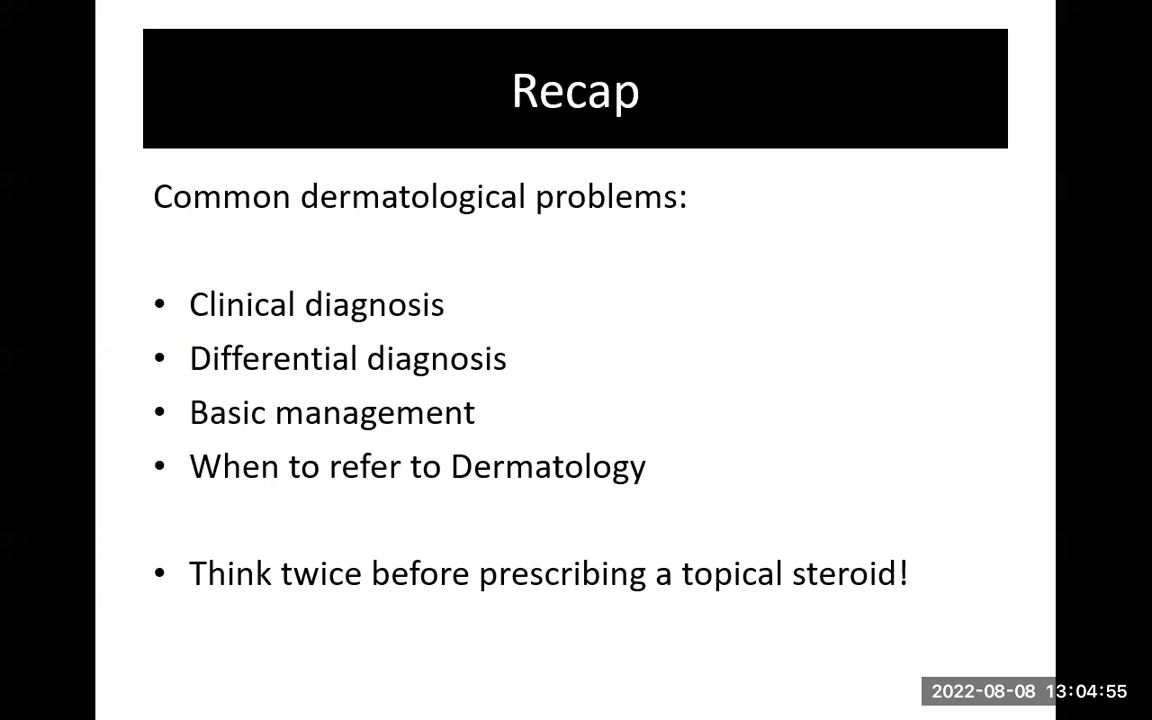 Recap
Common dermatological problems:
• Clinical diagnosis
• Differential diagnosis
• Basic management
• When to refer to Dermatology
• Think twice before prescribing a topical steroid!
2022-08-08 13:04:55